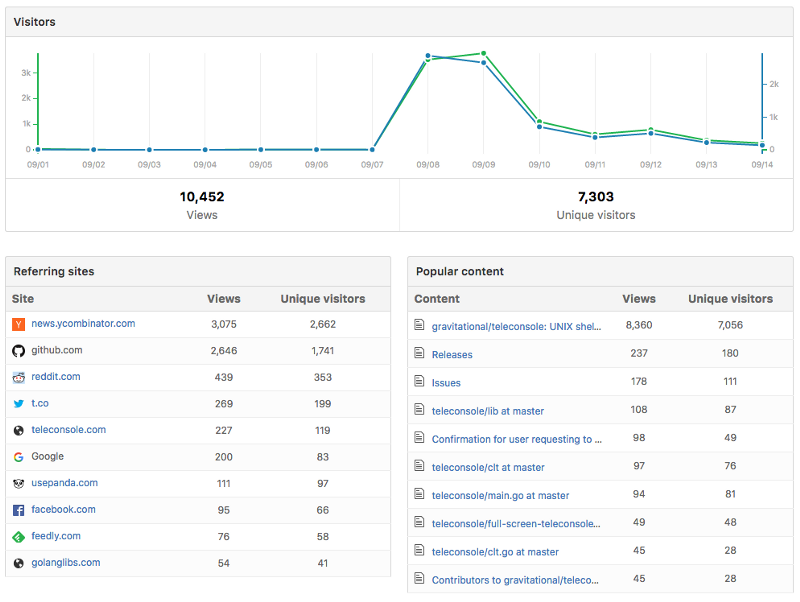 Visitors
3k
2k
1k
0
2k
1k
0
09/01 09/02 09/03 09/04 09/05 09/06 09/07 09/08 09/09 09/10 09/11 09/12 09/13 09/14
10,452 7,303
Views Unique visitors
Referring sites
Site Views Unique visitors
news.ycombinator.com 3,075 2,662
github.com 2,646 1,741
reddit.com 439 353
t.co 269 199
teleconsole.com 227 119
Google 200 83
usepanda.com 111 97
facebook.com 95 66
feedly.com 76 58
golanglibs.com 54 41
Popular content
Content Views Unique visitors
gravitational/teleconsole: UNIX shel... 8,360 7,056
Releases 237 180
Issues 178 111
teleconsole/lib at master 108 87
Confirmation for user requesting to ... 98 49
teleconsole/clt at master 97 76
teleconsole/main.go at master 94 81
teleconsole/full-screen-teleconsole... 49 48
teleconsole/clt.go at master 45 28
Contributors to gravitational/teleco... 45 28